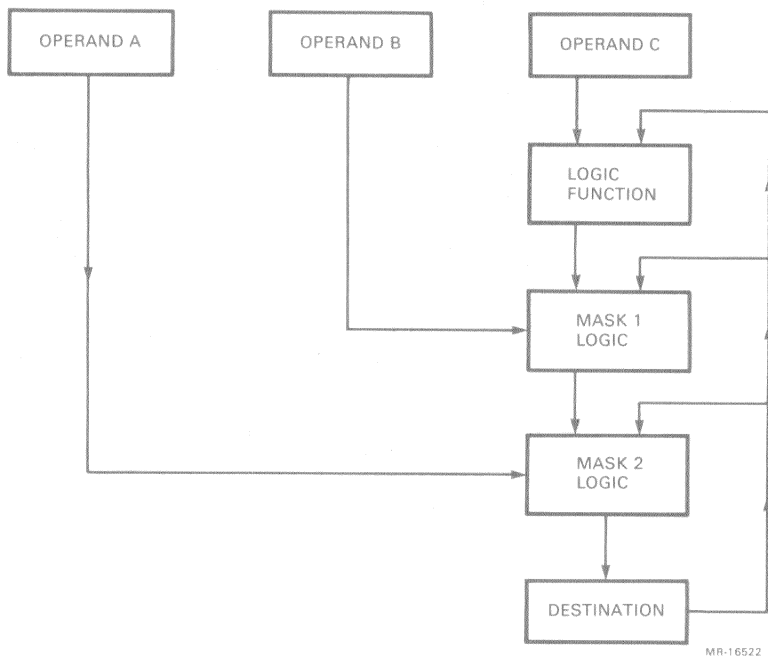 OPERAND A
OPERAND B
OPERAND C
LOGIC
FUNCTION
MASK 1
LOGIC
MASK 2
LOGIC
DESTINATION
MR-16522